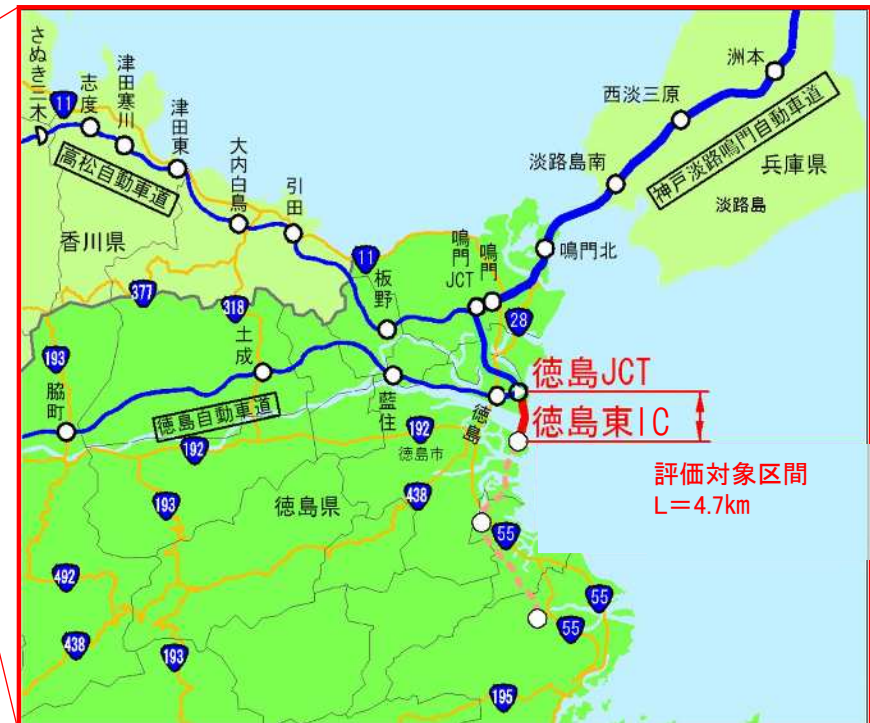 さぬき三木
志度
津田寒川
津田東
大内白鳥
引田
板野
鳴門JCT
鳴門
鳴門北
淡路島南
西淡三原
洲本
神戸淡路鳴門自動車道
兵庫県
淡路島
高松自動車道
香川県
11
11
377
318
28
193
土成
脇町
徳島自動車道
藍住
徳島
徳島JCT
徳島東IC
評価対象区間
L＝4.7km
192
192
徳島市
438
193
徳島県
55
492
55
55
438
193
195